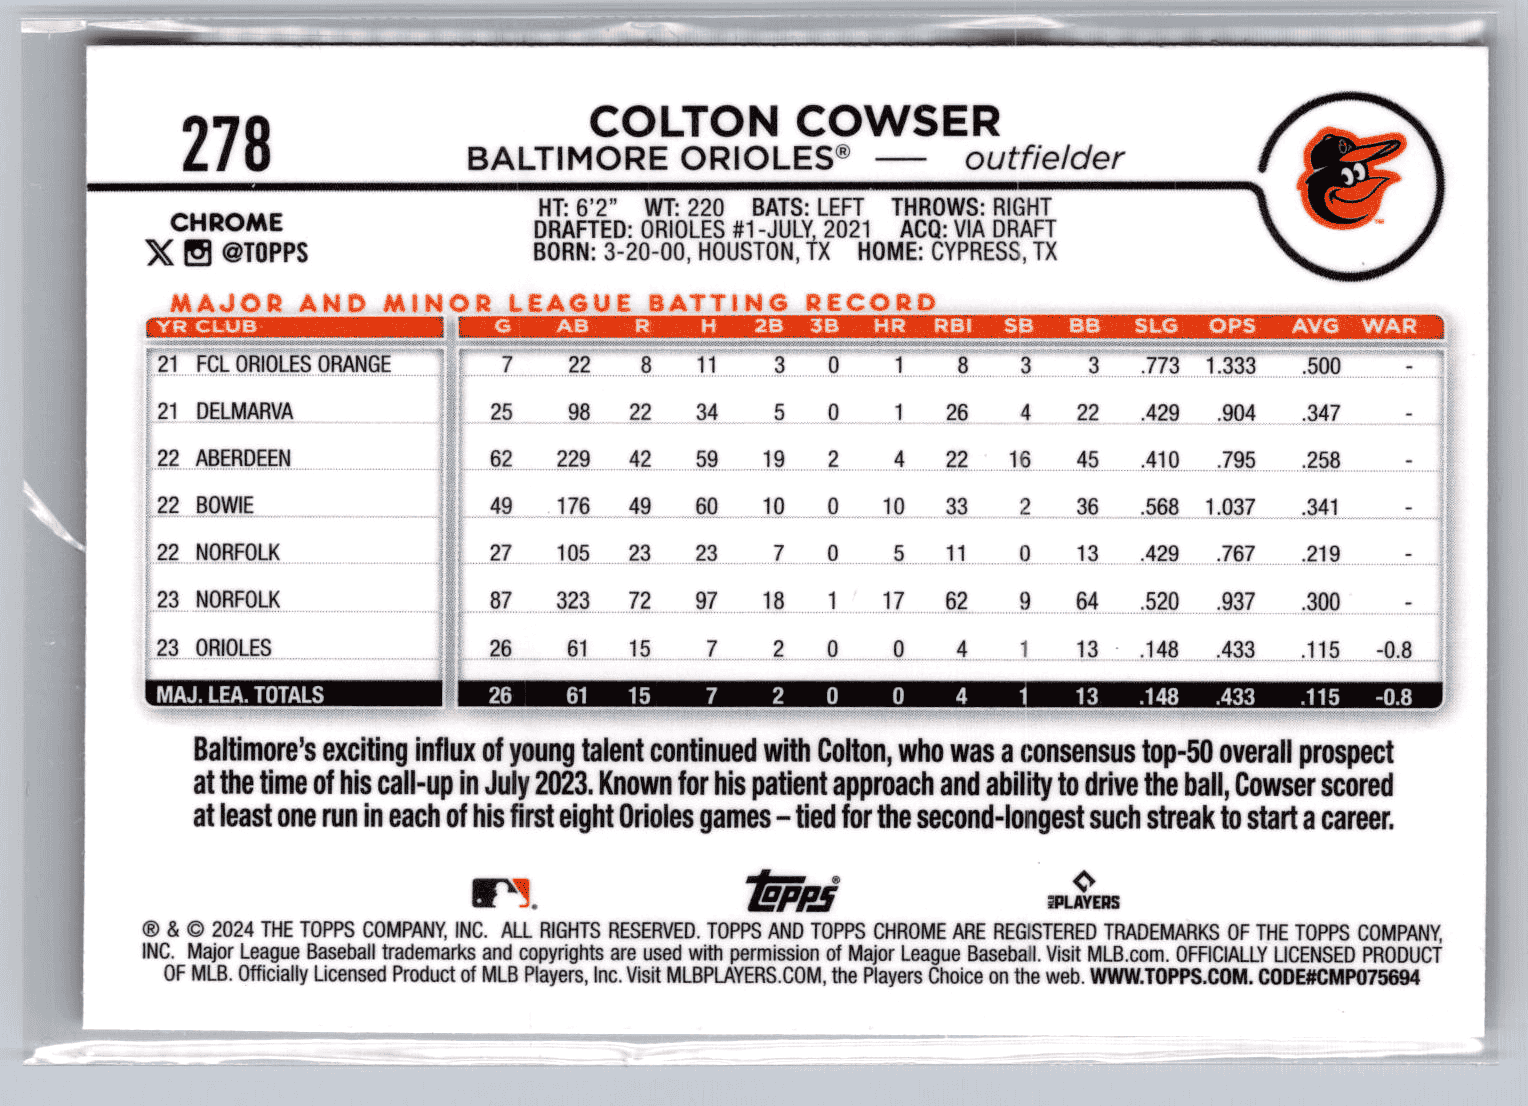 278
COLTON COWSER
BALTIMORE ORIOLES® — outfielder
CHROME
@TOPPS
HT: 6'2" WT: 220 BATS: LEFT THROWS: RIGHT
DRAFTED: ORIOLES #1-JULY, 2021 ACQ: VIA DRAFT
BORN: 3-20-00, HOUSTON, TX HOME: CYPRESS, TX
MAJOR AND MINOR LEAGUE BATTING RECORD
YR CLUB G AB R H 2B 3B HR RBI SB BB SLG OPS AVG WAR
21 FCL ORIOLES ORANGE 7 22 8 11 3 0 1 8 3 3 .773 1.333 .500 -
21 DELMARVA 25 98 22 34 5 0 1 26 4 22 .429 .904 .347 -
22 ABERDEEN 62 229 42 59 19 2 4 22 16 45 .410 .795 .258 -
22 BOWIE 49 176 49 60 10 0 10 33 2 36 .568 1.037 .341 -
22 NORFOLK 27 105 23 23 7 0 5 11 0 13 .429 .767 .219 -
23 NORFOLK 87 323 72 97 18 1 17 62 9 64 .520 .937 .300 -
23 ORIOLES 26 61 15 7 2 0 0 4 1 13 .148 .433 .115 -0.8
MAJ. LEA. TOTALS 26 61 15 7 2 0 0 4 1 13 .148 .433 .115 -0.8
Baltimore's exciting influx of young talent continued with Colton, who was a consensus top-50 overall prospect
at the time of his call-up in July 2023. Known for his patient approach and ability to drive the ball, Cowser scored
at least one run in each of his first eight Orioles games – tied for the second-longest such streak to start a career.
Topps®
MLB PLAYERS
® & © 2024 THE TOPPS COMPANY, INC. ALL RIGHTS RESERVED. TOPPS AND TOPPS CHROME ARE REGISTERED TRADEMARKS OF THE TOPPS COMPANY,
INC. Major League Baseball trademarks and copyrights are used with permission of Major League Baseball. Visit MLB.com. OFFICIALLY LICENSED PRODUCT
OF MLB. Officially Licensed Product of MLB Players, Inc. Visit MLBPLAYERS.COM, the Players Choice on the web. WWW.TOPPS.COM. CODE#CMP075694